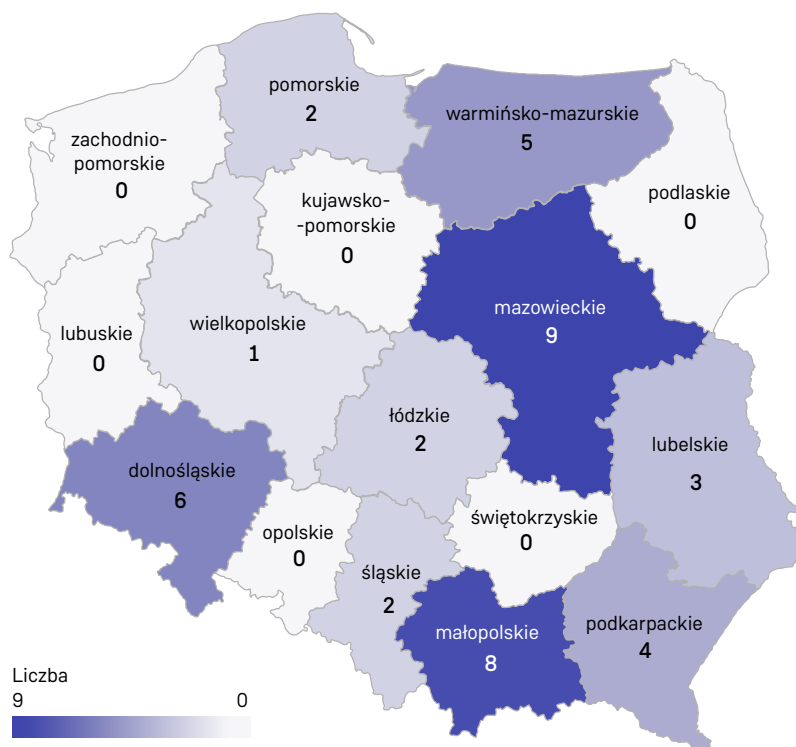 pomorskie
2
warmińsko-mazurskie
5
zachodnio-
pomorskie
0
kujawsko-
-pomorskie
0
podlaskie
0
mazowieckie
9
lubuskie
0
wielkopolskie
1
łódzkie
2
lubelskie
3
dolnośląskie
6
opolskie
0
świętokrzyskie
0
śląskie
2
małopolskie
8
podkarpackie
4
Liczba
9 0